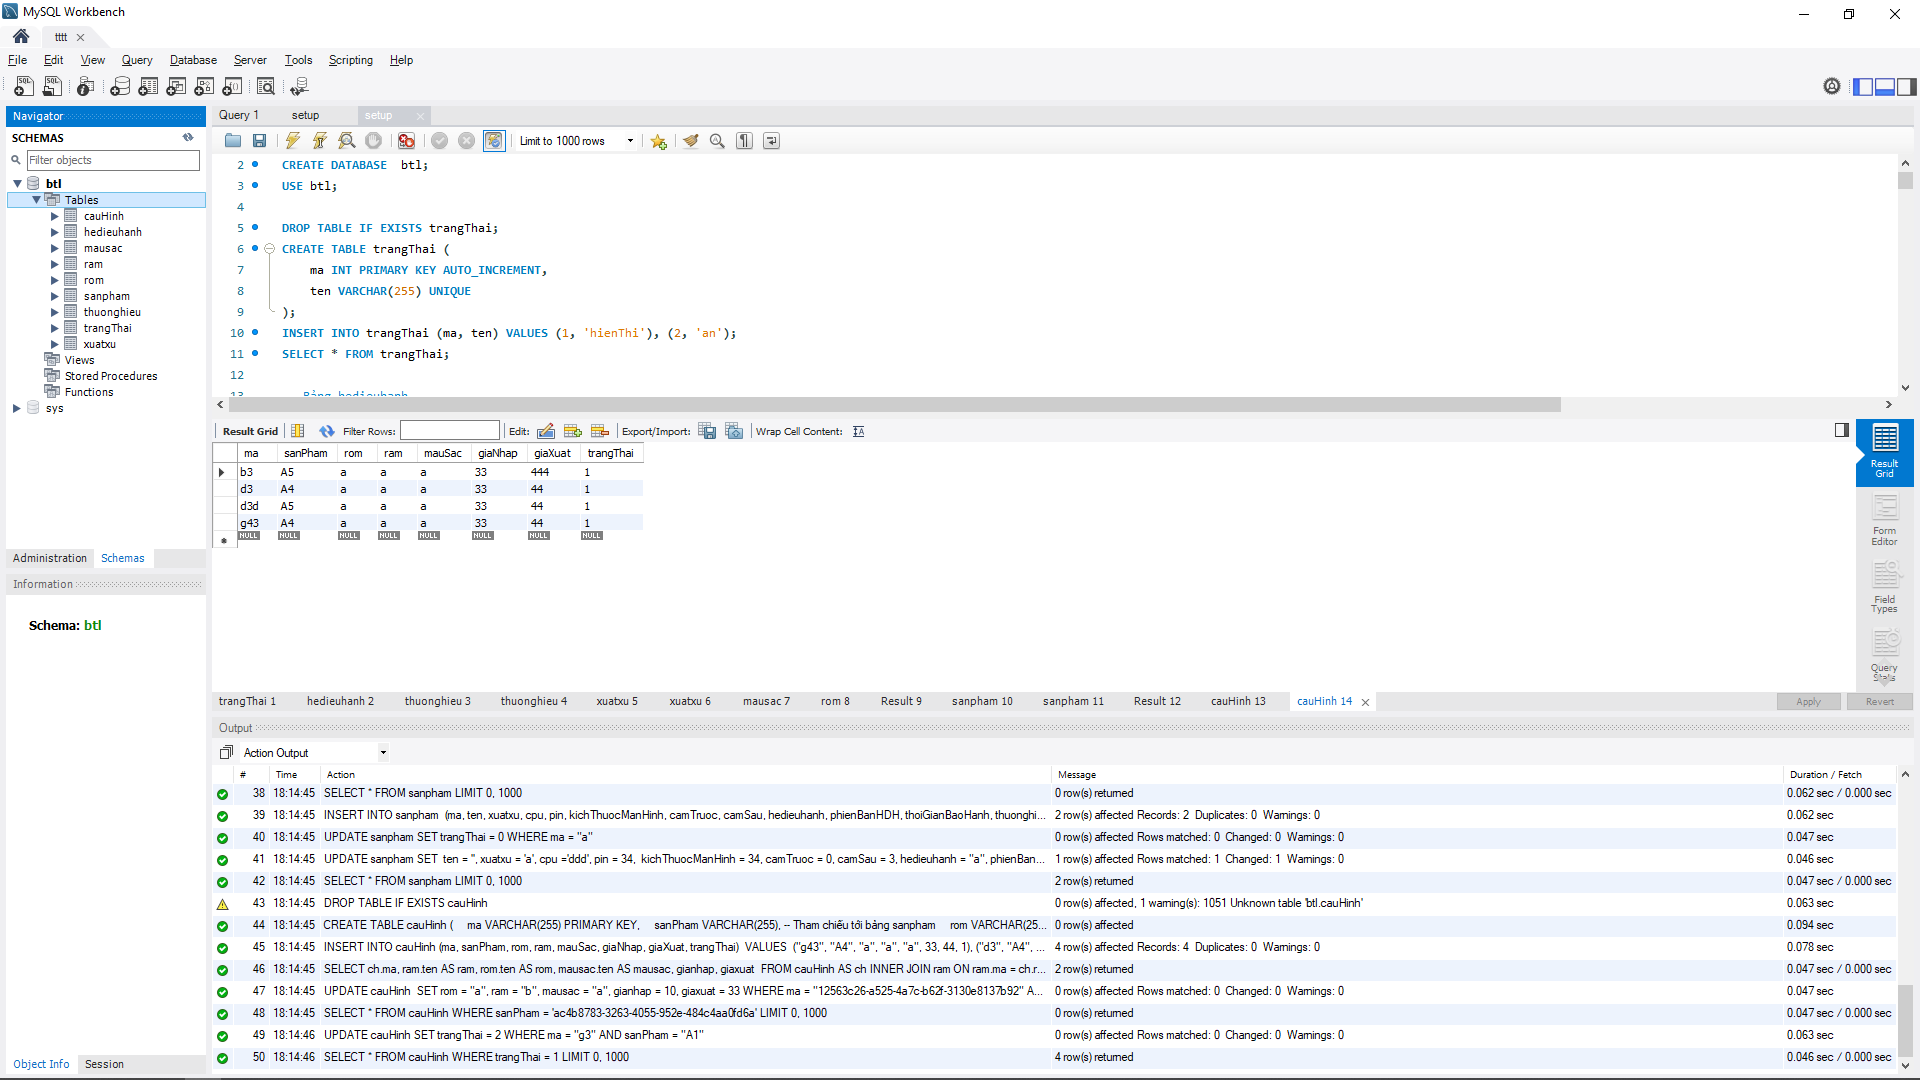 MySQL Workbench
tttt
File Edit View Query Database Server Tools Scripting Help
Navigator
SCHEMAS
Filter objects
btl
Tables
cauHinh
hedieuhanh
mausac
ram
rom
sanpham
thuonghieu
trangThai
xuatxu
Views
Stored Procedures
Functions
sys
Administration Schemas
Information
Schema: btl
Object Info Session
Query 1 setup setup
Limit to 1000 rows
2 CREATE DATABASE btl;
3 USE btl;
4
5 DROP TABLE IF EXISTS trangThai;
6 CREATE TABLE trangThai (
7 ma INT PRIMARY KEY AUTO_INCREMENT,
8 ten VARCHAR(255) UNIQUE
9 );
10 INSERT INTO trangThai (ma, ten) VALUES (1, 'hienThi'), (2, 'an');
11 SELECT * FROM trangThai;
12
13 Bảng hedieuhanh
Result Grid Filter Rows: Edit: Export/Import: Wrap Cell Content:
ma sanPham rom ram mauSac giaNhap giaXuat trangThai
b3 A5 a a a 33 444 1
d3 A4 a a a 33 44 1
d3d A5 a a a 33 44 1
g43 A4 a a a 33 44 1
NULL NULL NULL NULL NULL NULL NULL NULL
Result Grid
Form Editor
Field Types
Query Stats
trangThai 1 hedieuhanh 2 thuonghieu 3 thuonghieu 4 xuatxu 5 xuatxu 6 mausac 7 rom 8 Result 9 sanpham 10 sanpham 11 Result 12 cauHinh 13 cauHinh 14
Apply Revert
Output
Action Output
# Time Action Message Duration / Fetch
38 18:14:45 SELECT * FROM sanpham LIMIT 0, 1000 0 row(s) returned 0.062 sec / 0.000 sec
39 18:14:45 INSERT INTO sanpham (ma, ten, xuatxu, cpu, pin, kichThuocManHinh, camTruoc, camSau, hedieuhanh, phienBanHDH, thoiGianBaoHanh, thuonghi... 2 row(s) affected Records: 2 Duplicates: 0 Warnings: 0 0.062 sec
40 18:14:45 UPDATE sanpham SET trangThai = 0 WHERE ma = "a" 0 row(s) affected Rows matched: 0 Changed: 0 Warnings: 0 0.047 sec
41 18:14:45 UPDATE sanpham SET ten = '', xuatxu = 'a', cpu ='ddd', pin = 34, kichThuocManHinh = 34, camTruoc = 0, camSau = 3, hedieuhanh = "a", phienBan... 1 row(s) affected Rows matched: 1 Changed: 1 Warnings: 0 0.046 sec
42 18:14:45 SELECT * FROM sanpham LIMIT 0, 1000 2 row(s) returned 0.047 sec / 0.000 sec
43 18:14:45 DROP TABLE IF EXISTS cauHinh 0 row(s) affected, 1 warning(s): 1051 Unknown table 'btl.cauHinh' 0.063 sec
44 18:14:45 CREATE TABLE cauHinh ( ma VARCHAR(255) PRIMARY KEY, sanPham VARCHAR(255), -- Tham chiếu tới bảng sanpham rom VARCHAR(25... 0 row(s) affected 0.094 sec
45 18:14:45 INSERT INTO cauHinh (ma, sanPham, rom, ram, mauSac, giaNhap, giaXuat, trangThai) VALUES ("g43", "A4", "a", "a", "a", 33, 44, 1), ("d3", "A4", ... 4 row(s) affected Records: 4 Duplicates: 0 Warnings: 0 0.078 sec
46 18:14:45 SELECT ch.ma, ram.ten AS ram, rom.ten AS rom, mausac.ten AS mausac, gianhap, giaxuat FROM cauHinh AS ch INNER JOIN ram ON ram.ma = ch.r... 2 row(s) returned 0.047 sec / 0.000 sec
47 18:14:45 UPDATE cauHinh SET rom = "a", ram = "b", mausac = "a", gianhap = 10, giaxuat = 33 WHERE ma = "12563c26-a525-4a7c-b62f-3130e8137b92" A... 0 row(s) affected Rows matched: 0 Changed: 0 Warnings: 0 0.047 sec
48 18:14:45 SELECT * FROM cauHinh WHERE sanPham = 'ac4b8783-3263-4055-952e-484c4aa0fd6a' LIMIT 0, 1000 0 row(s) returned 0.047 sec / 0.000 sec
49 18:14:46 UPDATE cauHinh SET trangThai = 2 WHERE ma = "g3" AND sanPham = "A1" 0 row(s) affected Rows matched: 0 Changed: 0 Warnings: 0 0.063 sec
50 18:14:46 SELECT * FROM cauHinh WHERE trangThai = 1 LIMIT 0, 1000 4 row(s) returned 0.046 sec / 0.000 sec